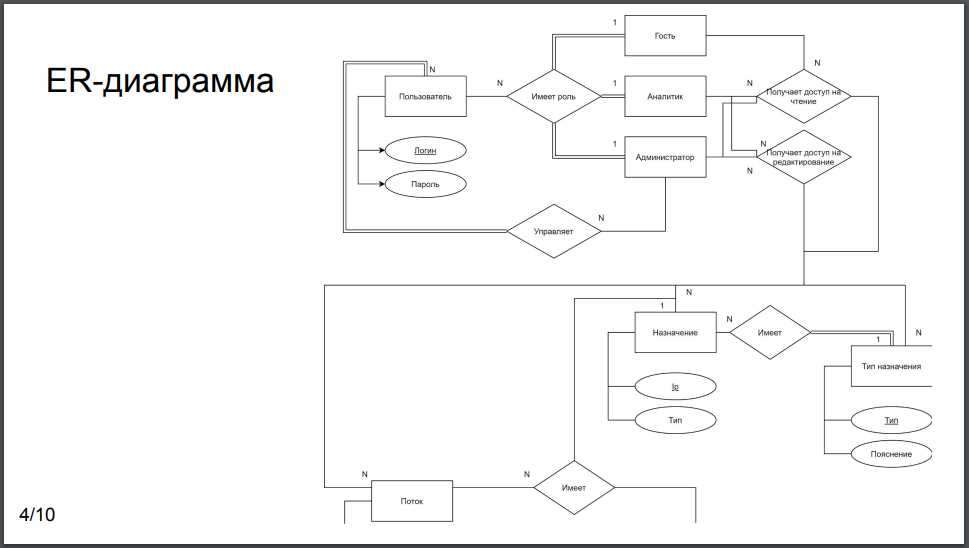 ER-диаграмма
1
Гость
N
N
Пользователь
N
Имеет роль
1
Аналитик
N
Получает доступ на
чтение
Логин
1
Администратор
N
N
Получает доступ на
редактирование
Пароль
Управляет
N
N
1
Назначение
N
Имеет
1
N
Тип назначения
Ip
Тип
Тип
Пояснение
N
Поток
N
Имеет
4/10